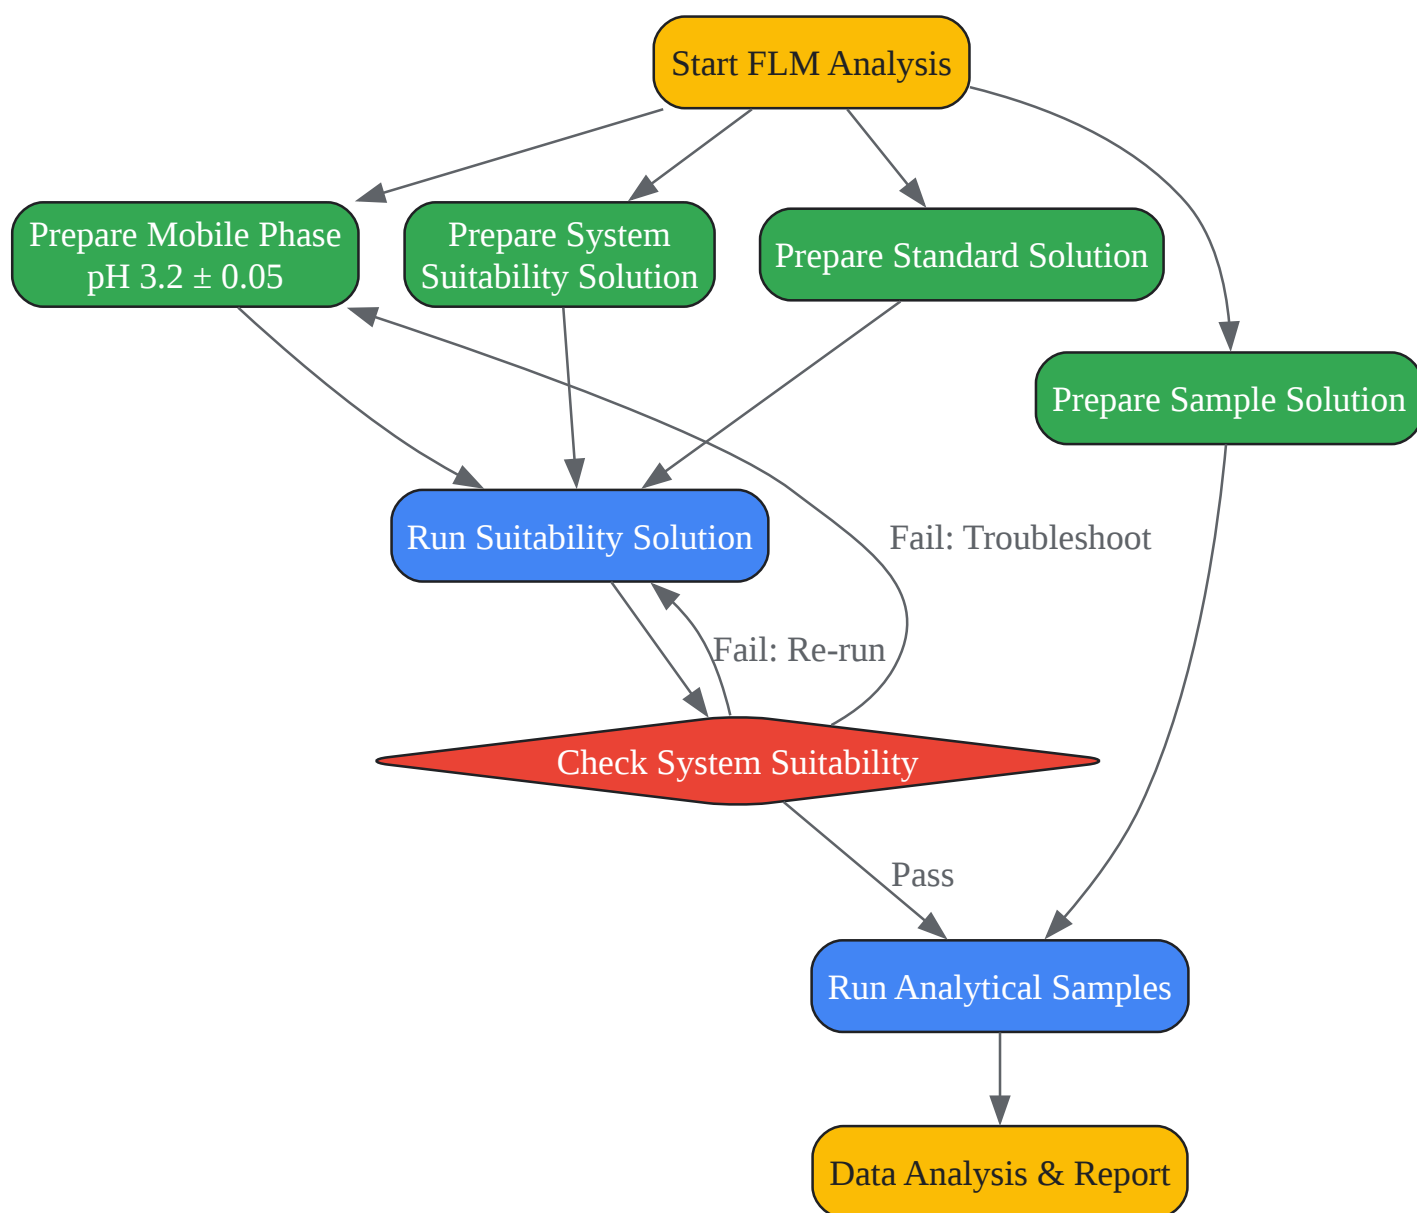 Start FLM Analysis
Prepare Mobile Phase
pH 3.2 ± 0.05
Prepare System
Suitability Solution
Prepare Standard Solution
Prepare Sample Solution
Run Suitability Solution
Fail: Troubleshoot
Fail: Re-run
Check System Suitability
Pass
Run Analytical Samples
Data Analysis & Report